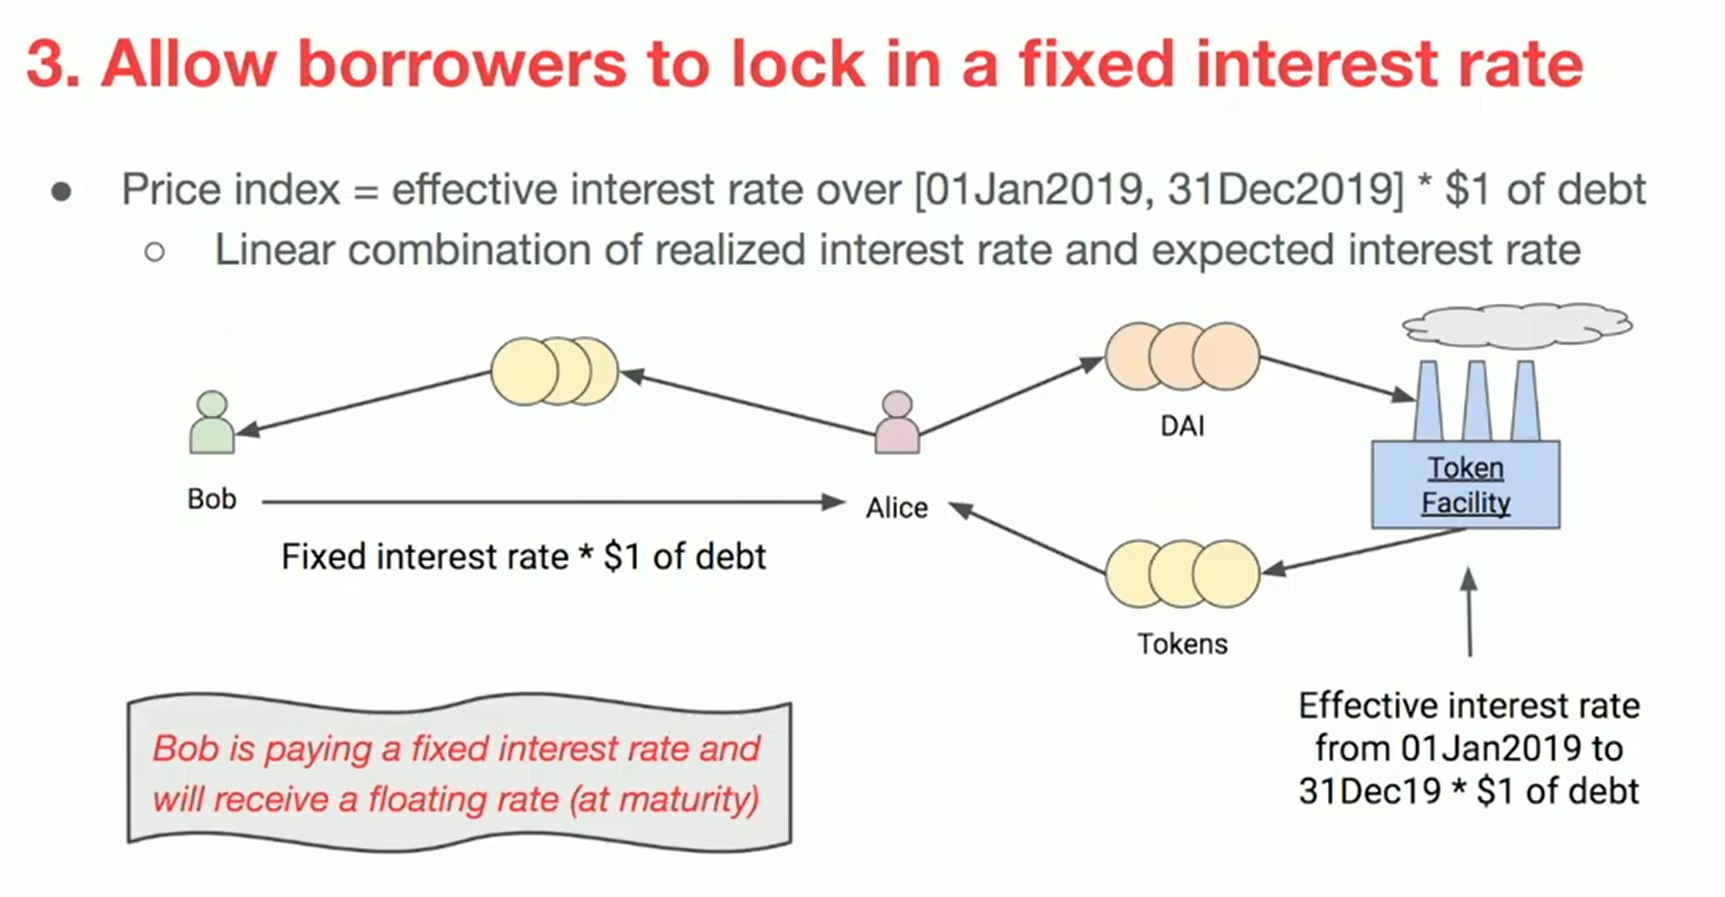 3. Allow borrowers to lock in a fixed interest rate
● Price index = effective interest rate over [01Jan2019, 31Dec2019] * $1 of debt
○ Linear combination of realized interest rate and expected interest rate
DAI
Token
Facility
Bob
Alice
Fixed interest rate * $1 of debt
Tokens
Bob is paying a fixed interest rate and
will receive a floating rate (at maturity)
Effective interest rate
from 01Jan2019 to
31Dec19 * $1 of debt